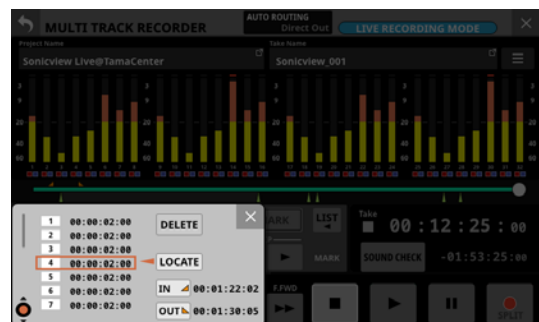 MULTI TRACK RECORDER
AUTO ROUTING
Direct Out
LIVE RECORDING MODE
Project Name
Sonicview Live@TamaCenter
Take Name
Sonicview_001
1 00:00:02:00
2 00:00:02:00
3 00:00:02:00
4 00:00:02:00
5 00:00:02:00
6 00:00:02:00
7 00:00:02:00
DELETE
LOCATE
IN 00:01:22:02
OUT 00:01:30:05
ARK
LIST
MARK
Take
00:12:25:00
SOUND CHECK
-01:53:25:00
F.FWD
SPLIT